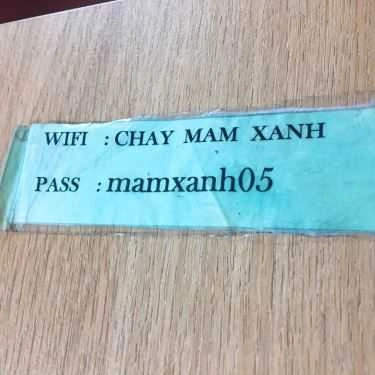 WIFI : CHAY MAM XANH
PASS : mamxanh05